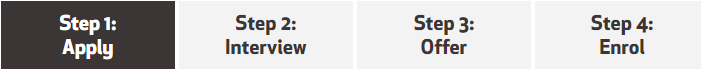 Step 1:
Apply
Step 2:
Interview
Step 3:
Offer
Step 4:
Enrol